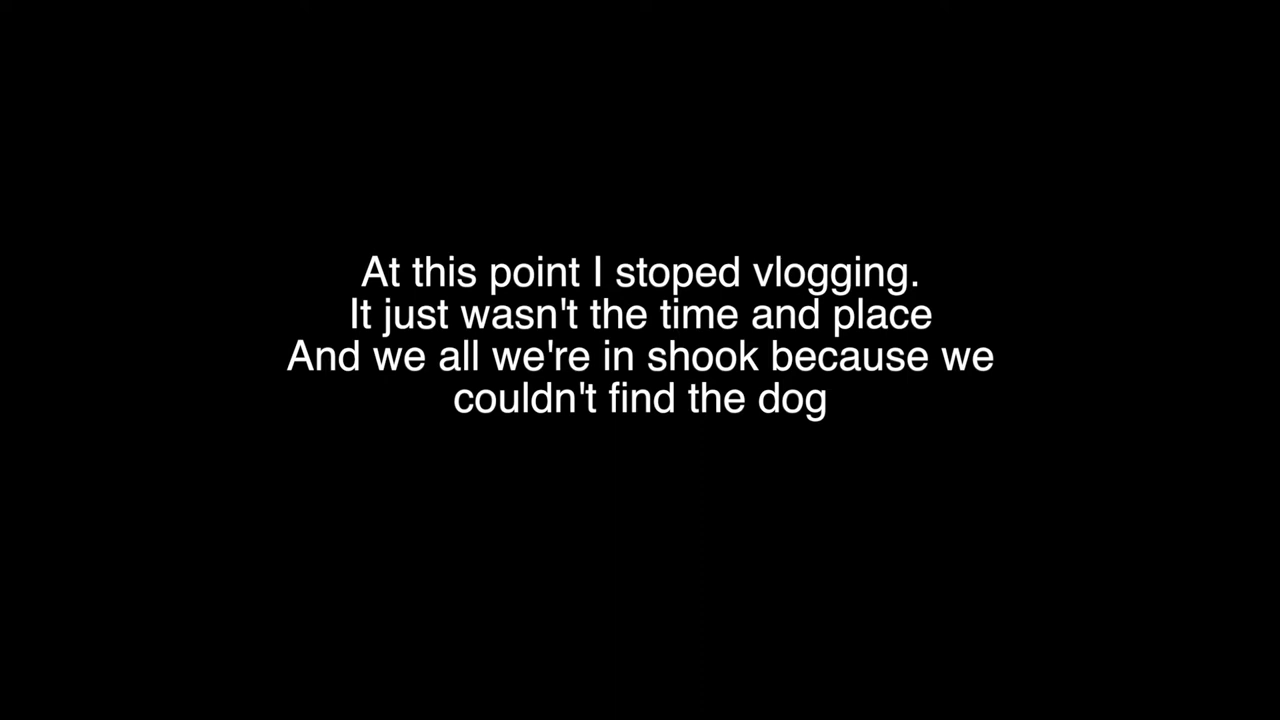 At this point I stoped vlogging.
It just wasn't the time and place
And we all we're in shook because we
couldn't find the dog